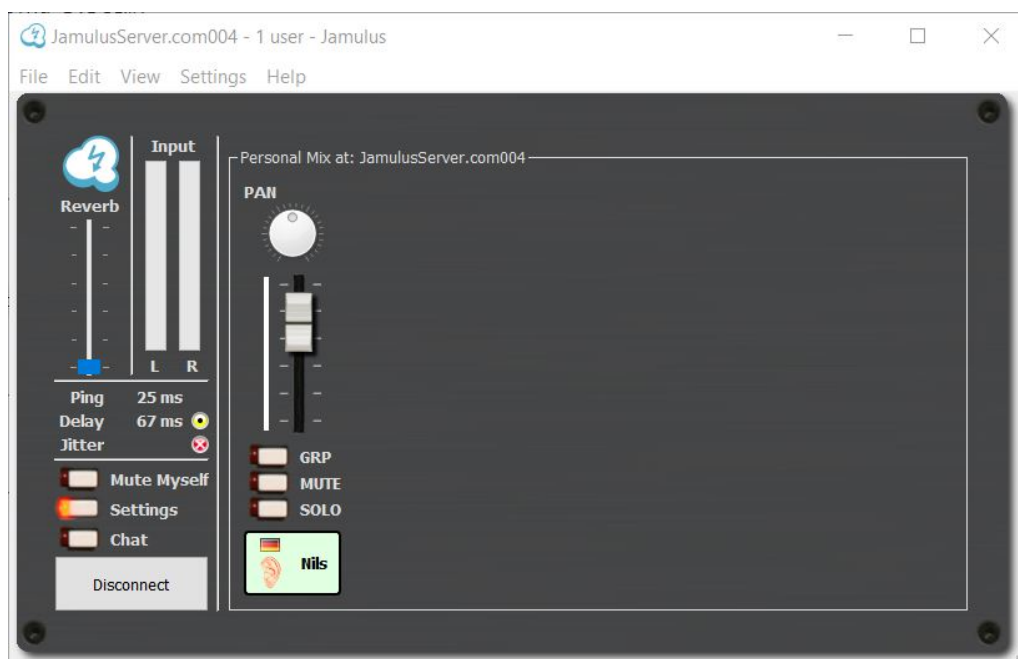 JamulusServer.com004 - 1 user - Jamulus
File Edit View Settings Help
Input
Reverb
L R
Ping 25 ms
Delay 67 ms
Jitter
Mute Myself
Settings
Chat
Disconnect
Personal Mix at: JamulusServer.com004
PAN
GRP
MUTE
SOLO
Nils